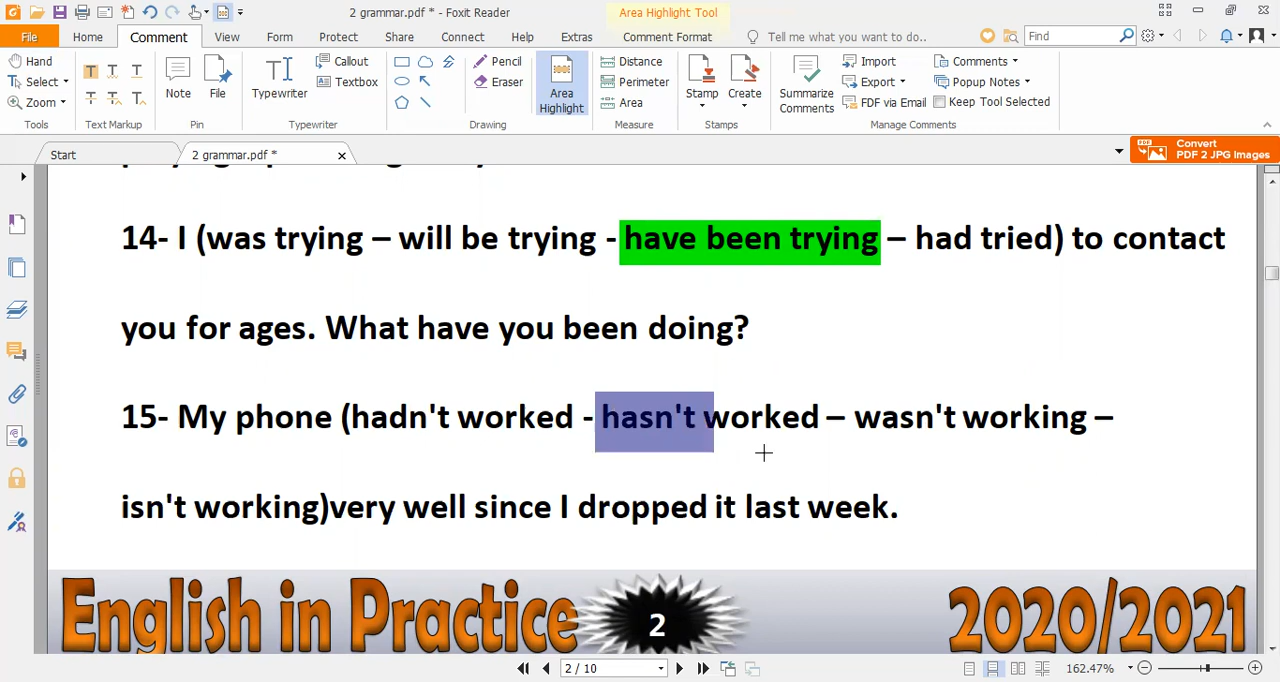 2 grammar.pdf * - Foxit Reader
Area Highlight Tool
File Home Comment View Form Protect Share Connect Help Extras Comment Format Tell me what you want to do.. Find
Hand
Select
Zoom
Tools
Text Markup
Note
File
Pin
Typewriter
Callout
Textbox
Typewriter
Pencil
Eraser
Drawing
Area
Highlight
Distance
Perimeter
Area
Measure
Stamp
Create
Stamps
Summarize
Comments
Import
Export
FDF via Email
Comments
Popup Notes
Keep Tool Selected
Manage Comments
Start
2 grammar.pdf *
Convert
PDF 2 JPG Images
14- I (was trying – will be trying - have been trying – had tried) to contact
you for ages. What have you been doing?
15- My phone (hadn't worked - hasn't worked – wasn't working –
isn't working)very well since I dropped it last week.
English in Practice 2 2020/2021
2 / 10
162.47%